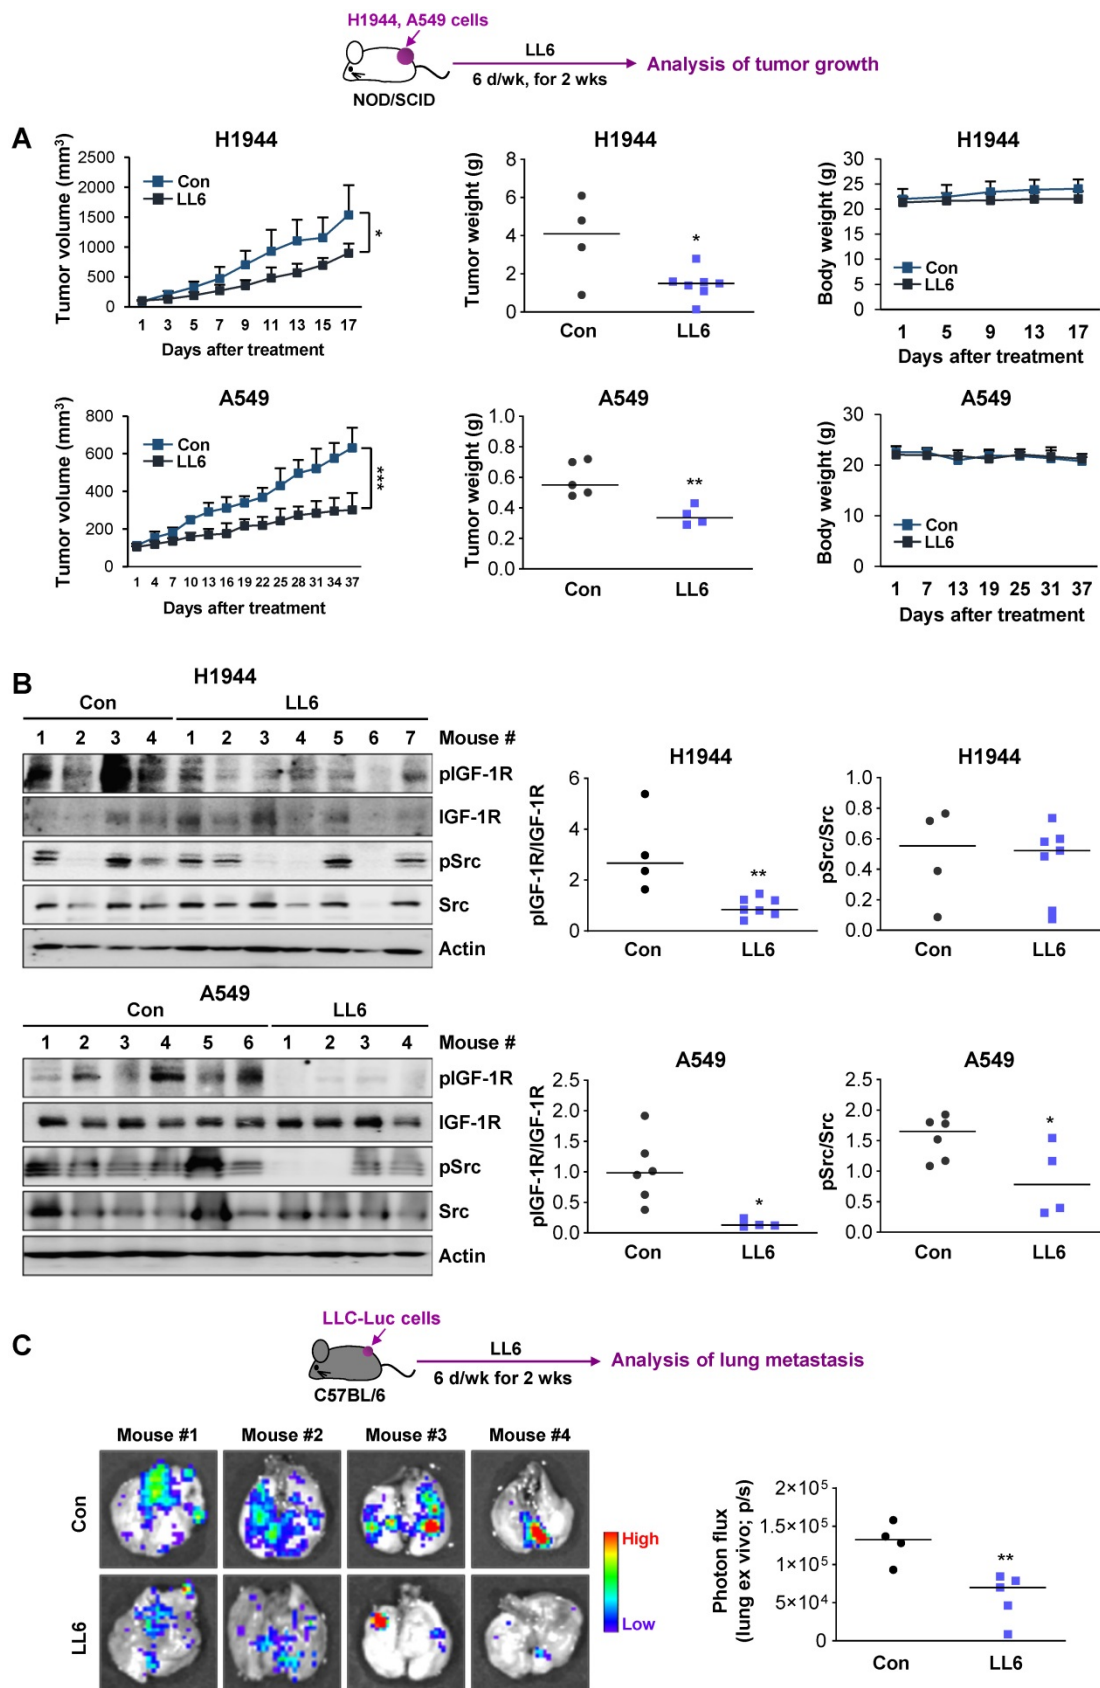 H1944, A549 cells
LL6
6 d/wk, for 2 wks
Analysis of tumor growth
NOD/SCID
A
H1944
Tumor volume (mm³)
2500
2000
1500
1000
500
0
Con
LL6
*
1 3 5 7 9 11 13 15 17
Days after treatment
H1944
Tumor weight (g)
8
6
4
2
0
*
Con LL6
H1944
Body weight (g)
30
25
20
15
10
5
0
Con
LL6
1 5 9 13 17
Days after treatment
A549
Tumor volume (mm³)
800
600
400
200
0
Con
LL6
***
1 4 7 10 13 16 19 22 25 28 31 34 37
Days after treatment
A549
Tumor weight (g)
1.0
0.8
0.6
0.4
0.2
0.0
**
Con LL6
A549
Body weight (g)
30
20
10
0
Con
LL6
1 7 13 19 25 31 37
Days after treatment
B
H1944
Con LL6
1 2 3 4 1 2 3 4 5 6 7 Mouse #
pIGF-1R
IGF-1R
pSrc
Src
Actin
H1944
pIGF-1R/IGF-1R
6
4
2
0
**
Con LL6
H1944
pSrc/Src
1.0
0.8
0.6
0.4
0.2
0.0
Con LL6
A549
Con LL6
1 2 3 4 5 6 1 2 3 4 Mouse #
pIGF-1R
IGF-1R
pSrc
Src
Actin
A549
pIGF-1R/IGF-1R
2.5
2.0
1.5
1.0
0.5
0.0
*
Con LL6
A549
pSrc/Src
2.5
2.0
1.5
1.0
0.5
0.0
*
Con LL6
C
LLC-Luc cells
LL6
6 d/wk for 2 wks
Analysis of lung metastasis
C57BL/6
Mouse #1 Mouse #2 Mouse #3 Mouse #4
Con
LL6
High
Low
Photon flux
(lung ex vivo; p/s)
2×10⁵
1.5×10⁵
1×10⁵
5×10⁴
0
**
Con LL6